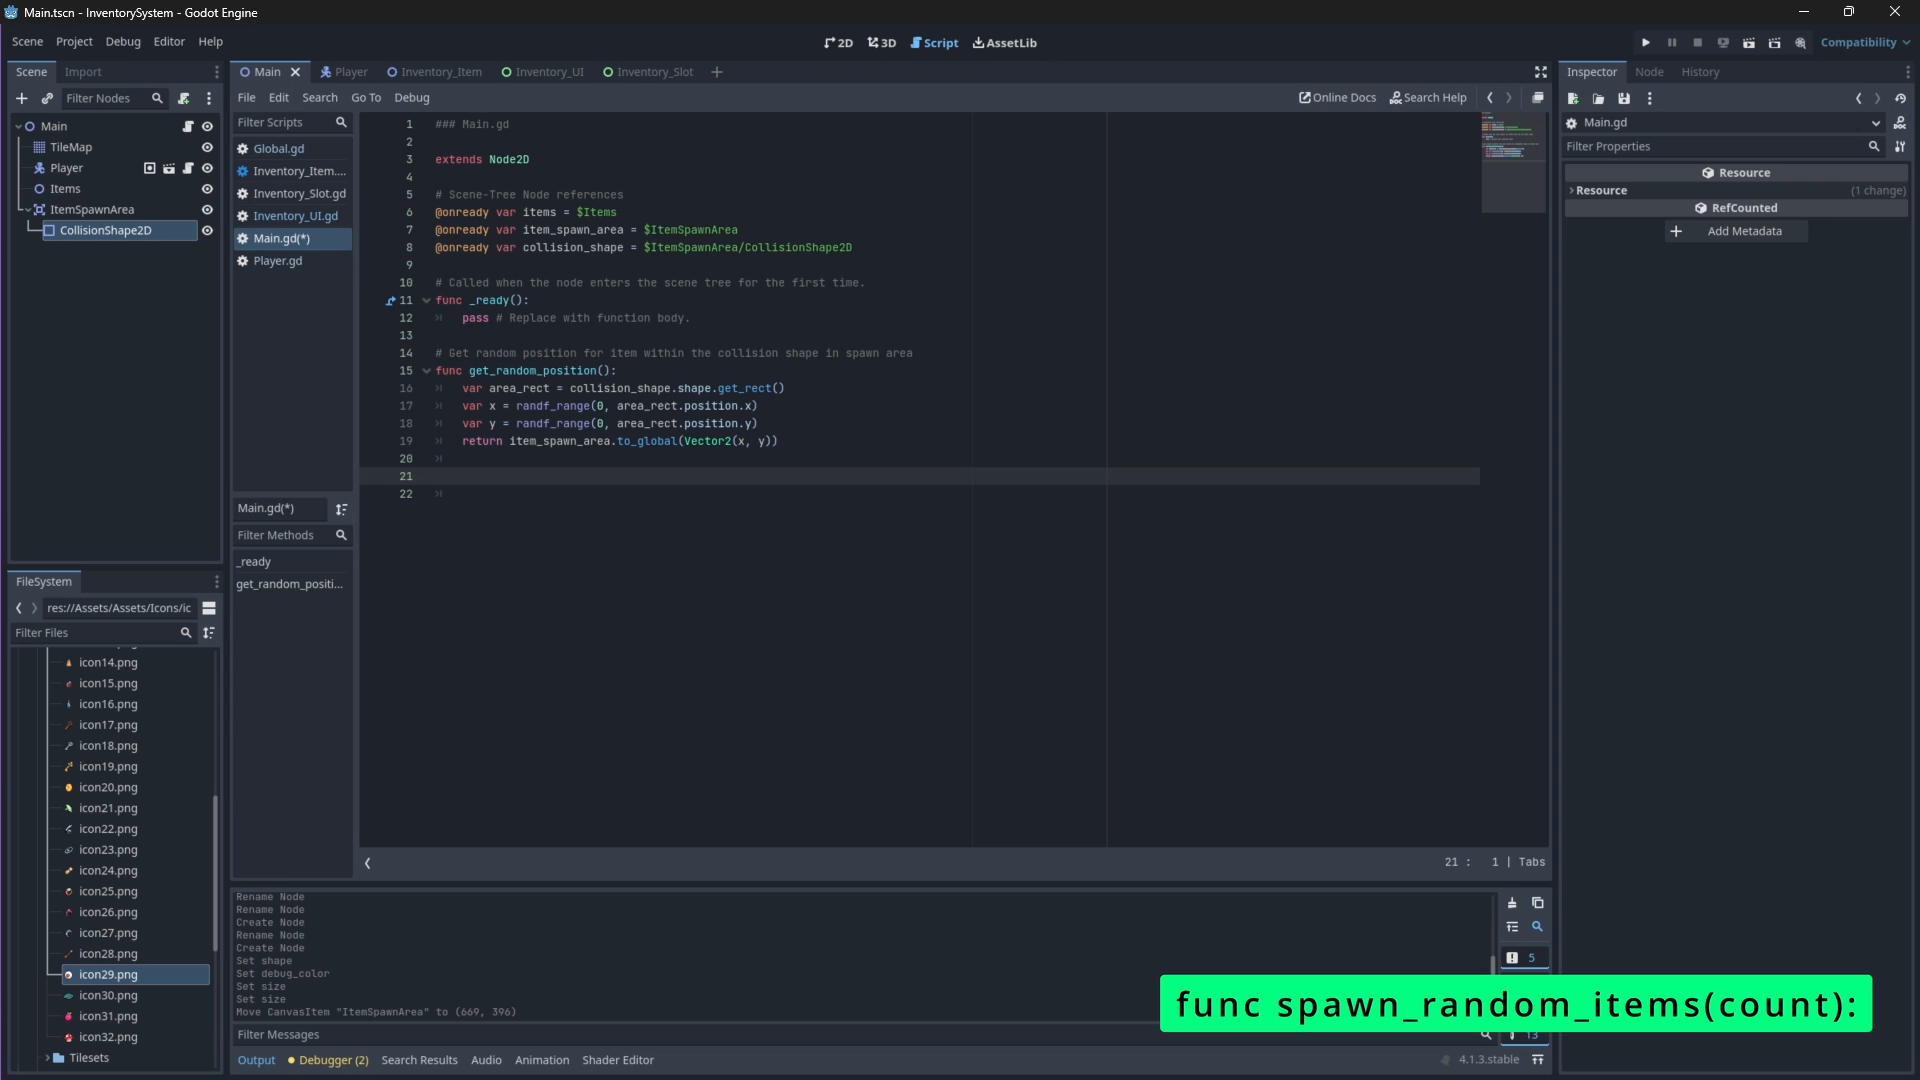 Main.tscn - InventorySystem - Godot Engine
Scene Project Debug Editor Help
2D 3D Script AssetLib
Compatibility
Scene Import
Filter Nodes
Main
TileMap
Player
Items
ItemSpawnArea
CollisionShape2D
FileSystem
res://Assets/Assets/Icons/ic
Filter Files
icon14.png
icon15.png
icon16.png
icon17.png
icon18.png
icon19.png
icon20.png
icon21.png
icon22.png
icon23.png
icon24.png
icon25.png
icon26.png
icon27.png
icon28.png
icon29.png
icon30.png
icon31.png
icon32.png
Tilesets
Main Player Inventory_Item Inventory_UI Inventory_Slot
File Edit Search Go To Debug
Online Docs Search Help
Filter Scripts
Global.gd
Inventory_Item....
Inventory_Slot.gd
Inventory_UI.gd
Main.gd(*)
Player.gd
Main.gd(*)
Filter Methods
_ready
get_random_positi...
1 ### Main.gd
2
3 extends Node2D
4
5 # Scene-Tree Node references
6 @onready var items = $Items
7 @onready var item_spawn_area = $ItemSpawnArea
8 @onready var collision_shape = $ItemSpawnArea/CollisionShape2D
9
10 # Called when the node enters the scene tree for the first time.
11 func _ready():
12 pass # Replace with function body.
13
14 # Get random position for item within the collision shape in spawn area
15 func get_random_position():
16 var area_rect = collision_shape.shape.get_rect()
17 var x = randf_range(0, area_rect.position.x)
18 var y = randf_range(0, area_rect.position.y)
19 return item_spawn_area.to_global(Vector2(x, y))
20
21
22
21 : 1 | Tabs
Rename Node
Rename Node
Create Node
Rename Node
Create Node
Set shape
Set debug_color
Set size
Set size
Move CanvasItem "ItemSpawnArea" to (669, 396)
5
13
Filter Messages
Output Debugger (2) Search Results Audio Animation Shader Editor
4.1.3.stable
func spawn_random_items(count):
Inspector Node History
Main.gd
Filter Properties
Resource
Resource (1 change)
RefCounted
Add Metadata